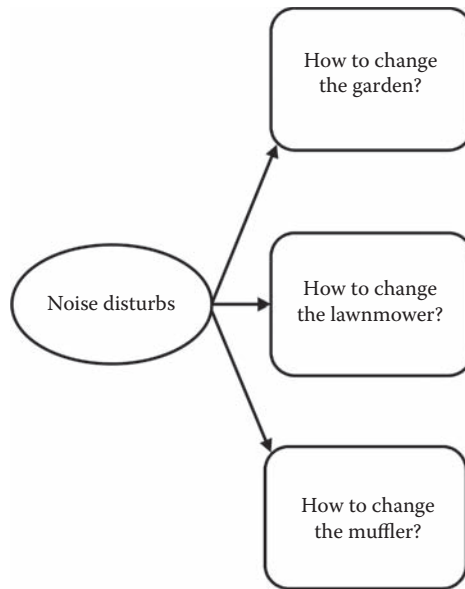 How to change
the garden?
Noise disturbs
How to change
the lawnmower?
How to change
the muffler?